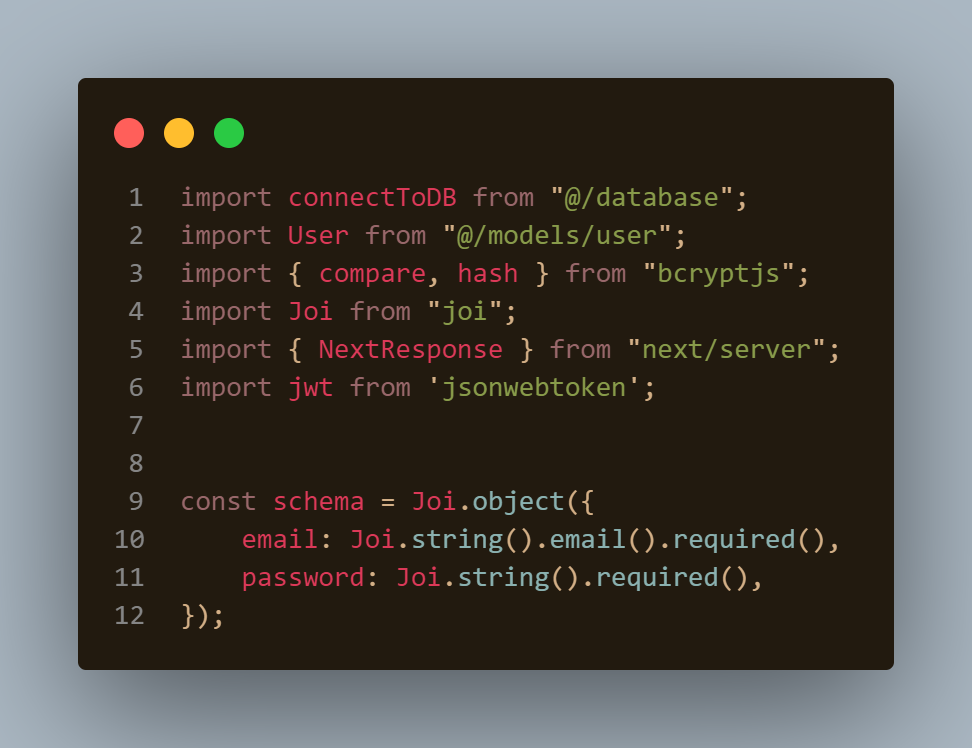 1 import connectToDB from "@/database";
2 import User from "@/models/user";
3 import { compare, hash } from "bcryptjs";
4 import Joi from "joi";
5 import { NextResponse } from "next/server";
6 import jwt from 'jsonwebtoken';
7
8
9 const schema = Joi.object({
10     email: Joi.string().email().required(),
11     password: Joi.string().required(),
12 });